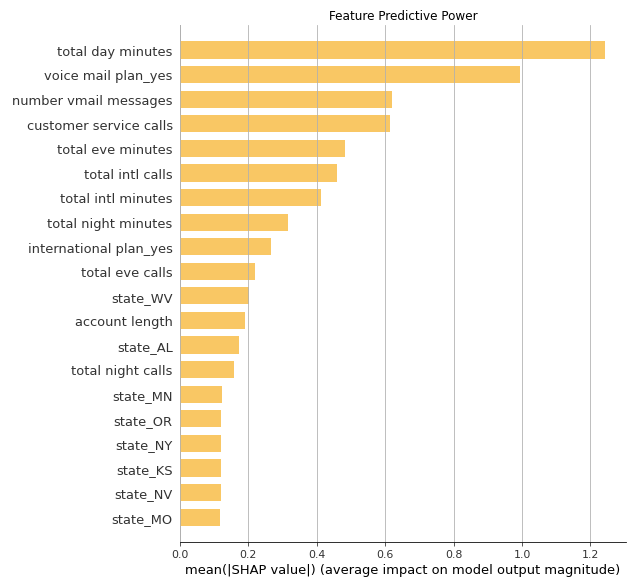 Feature Predictive Power
total day minutes
voice mail plan_yes
number vmail messages
customer service calls
total eve minutes
total intl calls
total intl minutes
total night minutes
international plan_yes
total eve calls
state_WV
account length
state_AL
total night calls
state_MN
state_OR
state_NY
state_KS
state_NV
state_MO
0.0 0.2 0.4 0.6 0.8 1.0 1.2
mean(|SHAP value|) (average impact on model output magnitude)